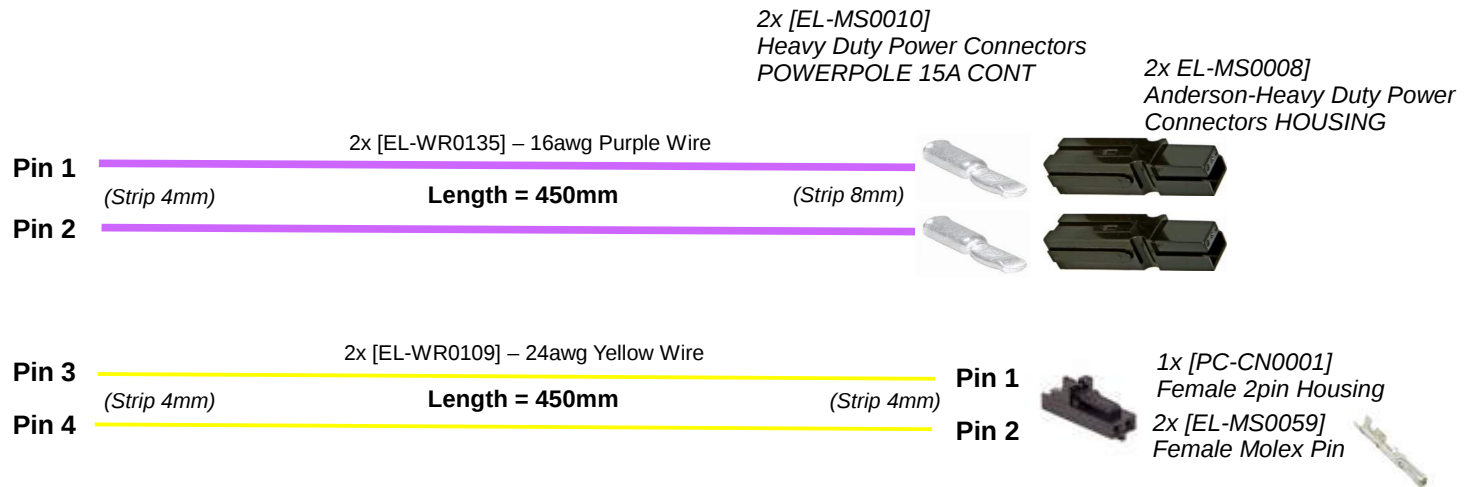 2x [EL-MS0010]
Heavy Duty Power Connectors
POWERPOLE 15A CONT
2x EL-MS0008]
Anderson-Heavy Duty Power
Connectors HOUSING
2x [EL-WR0135] – 16awg Purple Wire
Pin 1
(Strip 4mm)
Length = 450mm
(Strip 8mm)
Pin 2
2x [EL-WR0109] – 24awg Yellow Wire
Pin 3
Pin 1
(Strip 4mm)
Length = 450mm
(Strip 4mm)
Pin 4
Pin 2
1x [PC-CN0001]
Female 2pin Housing
2x [EL-MS0059]
Female Molex Pin